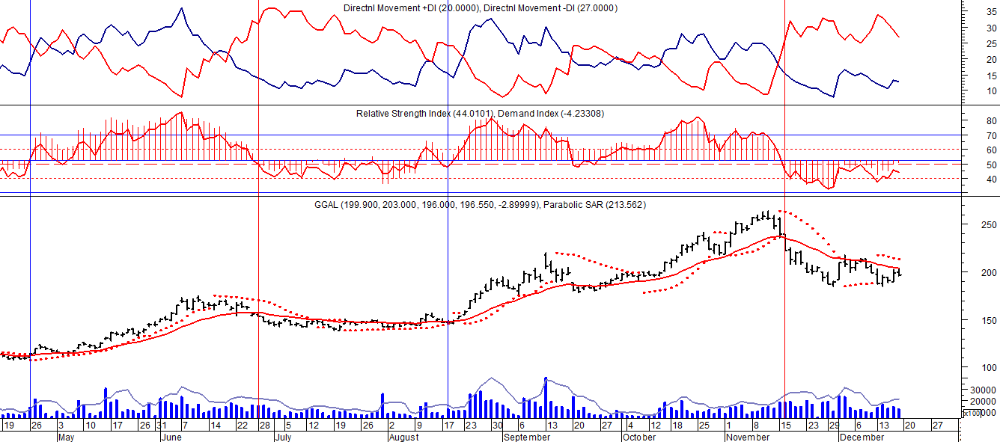 Directnl Movement +DI (20.0000), Directnl Movement -DI (27.0000)
35
30
25
20
15
10
Relative Strength Index (44.0101), Demand Index (-4.23308)
80
70
60
50
40
GGAL (199.900, 203.000, 196.000, 196.550, -2.89999), Parabolic SAR (213.562)
250
200
150
100
30000
20000
x100
19 26 3 10 17 26 31 7 14 22 28 5 12 19 26 2 9 17 23 30 6 13 20 27 4 12 18 25 1 8 15 23 29 6 13 20 27
May June July August September October November December